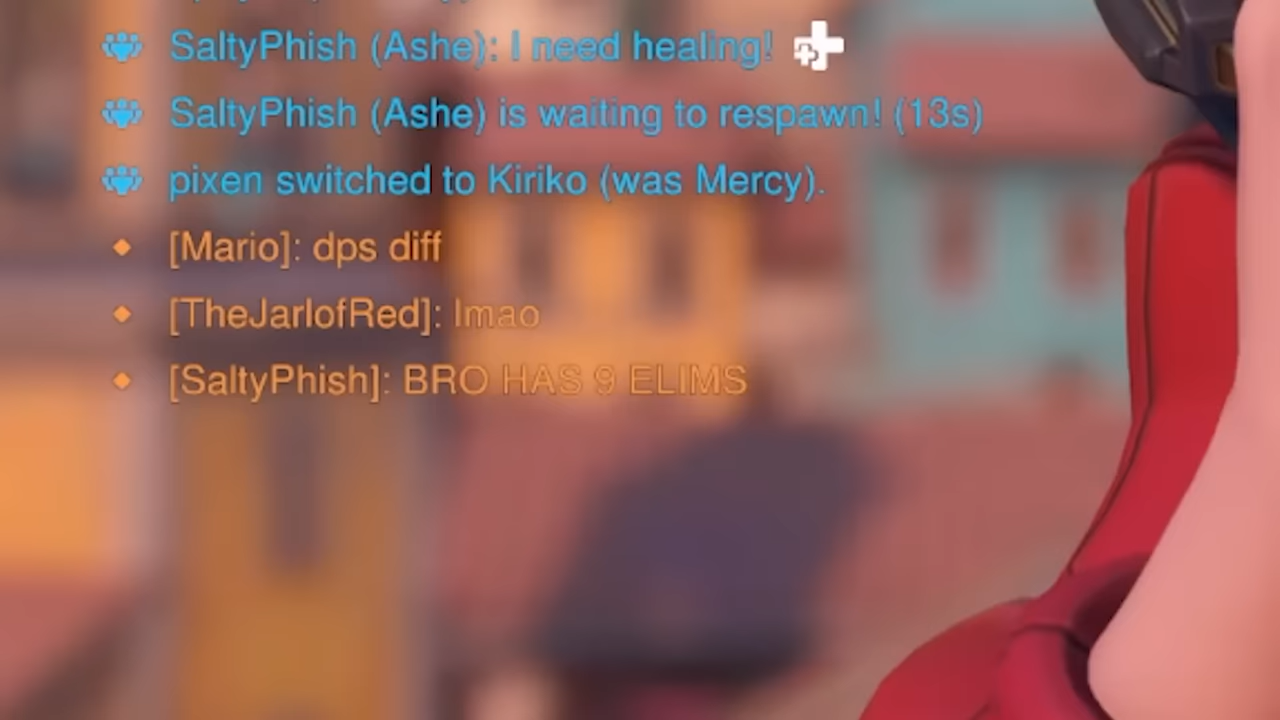 SaltyPhish (Ashe): I need healing!
SaltyPhish (Ashe) is waiting to respawn! (13s)
pixen switched to Kiriko (was Mercy).
[Mario]: dps diff
[TheJarlofRed]: lmao
[SaltyPhish]: BRO HAS 9 ELIMS